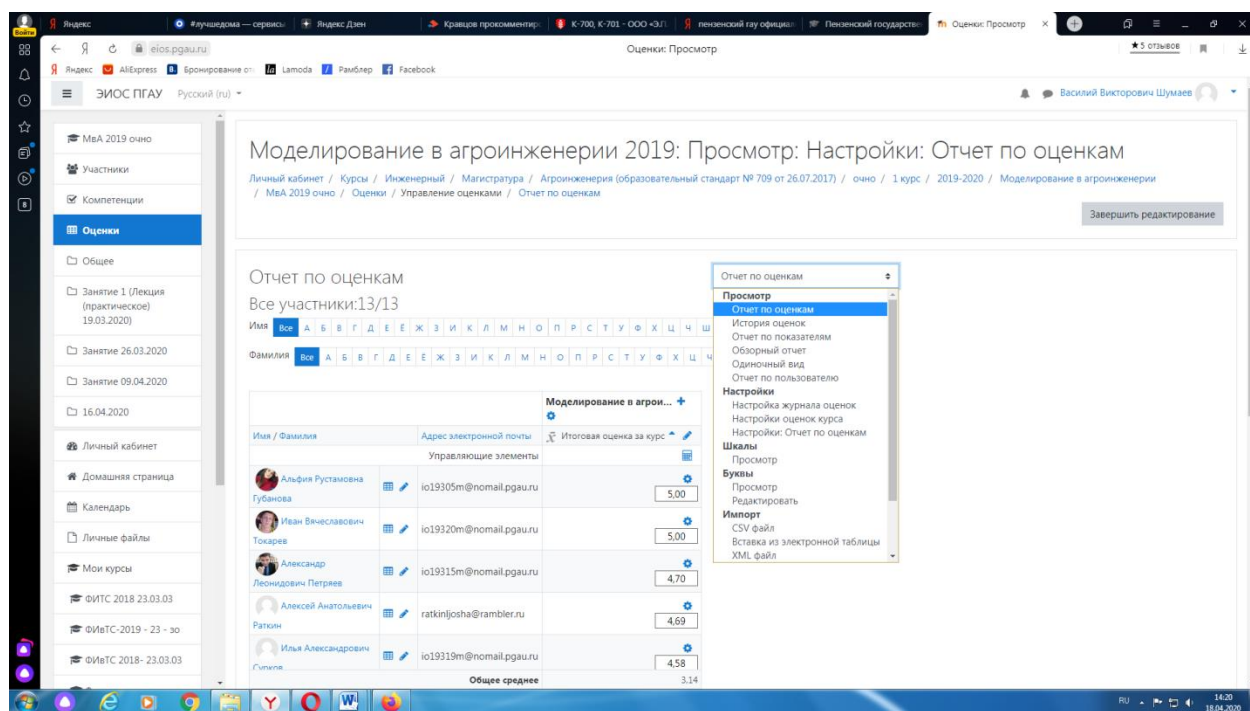 Войти
Яндекс
#лучшедома — сервисы
Яндекс Дзен
Кравцов прокомментиро
К-700, К-701 - ООО «Э.П.
пензенский гау официал
Пензенский государстве
Оценки: Просмотр
eios.pgau.ru
Оценки: Просмотр
5 отзывов
Яндекс
AliExpress
Бронирование от
Lamoda
Рамблер
Facebook
ЭИОС ПГАУ Русский (ru)
Василий Викторович Шумаев
МвА 2019 очно
Участники
Компетенции
Оценки
Общее
Занятие 1 (Лекция
(практическое)
19.03.2020)
Занятие 26.03.2020
Занятие 09.04.2020
16.04.2020
Личный кабинет
Домашняя страница
Календарь
Личные файлы
Мои курсы
ФИТС 2018 23.03.03
ФИвТС-2019 - 23 - зо
ФИвТС 2018- 23.03.03
Моделирование в агроинженерии 2019: Просмотр: Настройки: Отчет по оценкам
Личный кабинет / Курсы / Инженерный / Магистратура / Агроинженерия (образовательный стандарт № 709 от 26.07.2017) / очно / 1 курс / 2019-2020 / Моделирование в агроинженерии
/ МвА 2019 очно / Оценки / Управление оценками / Отчет по оценкам
Завершить редактирование
Отчет по оценкам
Все участники:13/13
Имя Все А Б В Г Д Е Ё Ж З И К Л М Н О П Р С Т У Ф Х Ц Ч Ш
Фамилия Все А Б В Г Д Е Ё Ж З И К Л М Н О П Р С Т У Ф Х Ц Ч
Моделирование в агрои...
Имя / Фамилия Адрес электронной почты Итоговая оценка за курс
Управляющие элементы
Альфия Рустамовна
Губанова
io19305m@nomail.pgau.ru
5,00
Иван Вячеславович
Токарев
io19320m@nomail.pgau.ru
5,00
Александр
Леонидович Петряев
io19315m@nomail.pgau.ru
4,70
Алексей Анатольевич
Раткин
ratkinljosha@rambler.ru
4,69
Илья Александрович
Сурков
io19319m@nomail.pgau.ru
4,58
Общее среднее 3.14
Отчет по оценкам
Просмотр
Отчет по оценкам
История оценок
Отчет по показателям
Обзорный отчет
Одиночный вид
Отчет по пользователю
Настройки
Настройка журнала оценок
Настройки оценок курса
Настройки: Отчет по оценкам
Шкалы
Просмотр
Буквы
Просмотр
Редактировать
Импорт
CSV файл
Вставка из электронной таблицы
XML файл
RU
14:20
18.04.2020